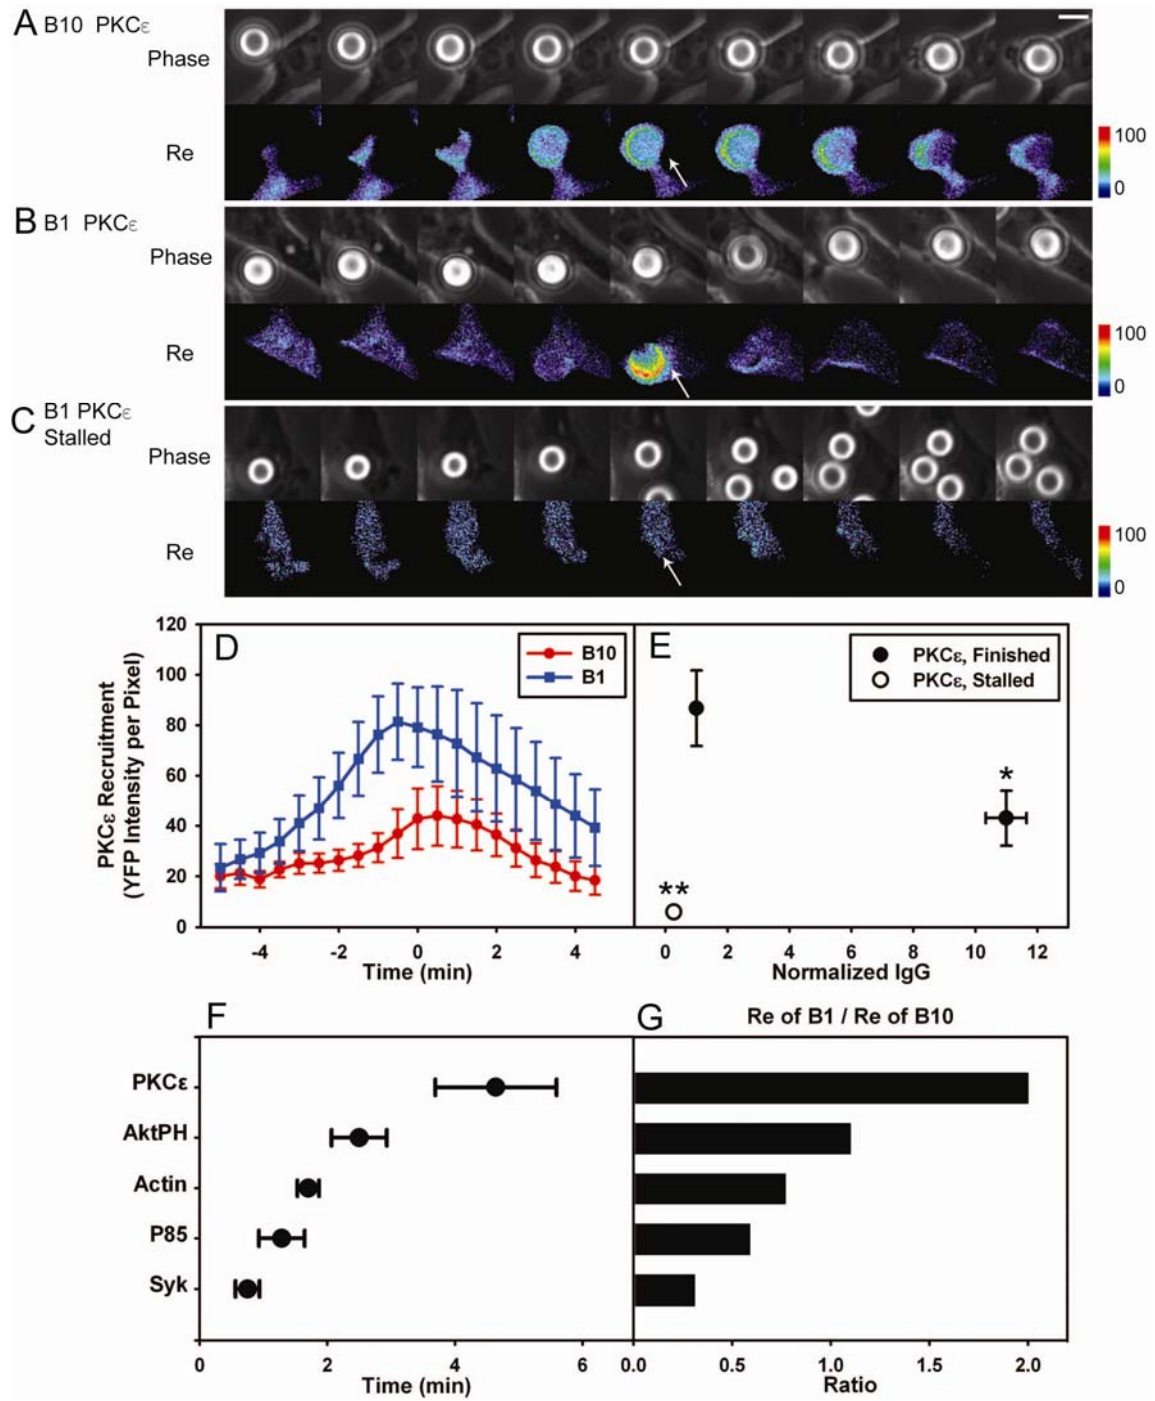 A B10 PKCε
Phase
Re
100
0
B B1 PKCε
Phase
Re
100
0
C B1 PKCε
Stalled
Phase
Re
100
0
PKCε Recruitment
(YFP Intensity per Pixel)
120
100
80
60
40
20
0
D
B10
B1
-4 -2 0 2 4
Time (min)
E
PKCε, Finished
PKCε, Stalled
*
**
0 2 4 6 8 10 12
Normalized IgG
F
PKCε
AktPH
Actin
P85
Syk
0 2 4 6
Time (min)
G Re of B1 / Re of B10
0.0 0.5 1.0 1.5 2.0
Ratio